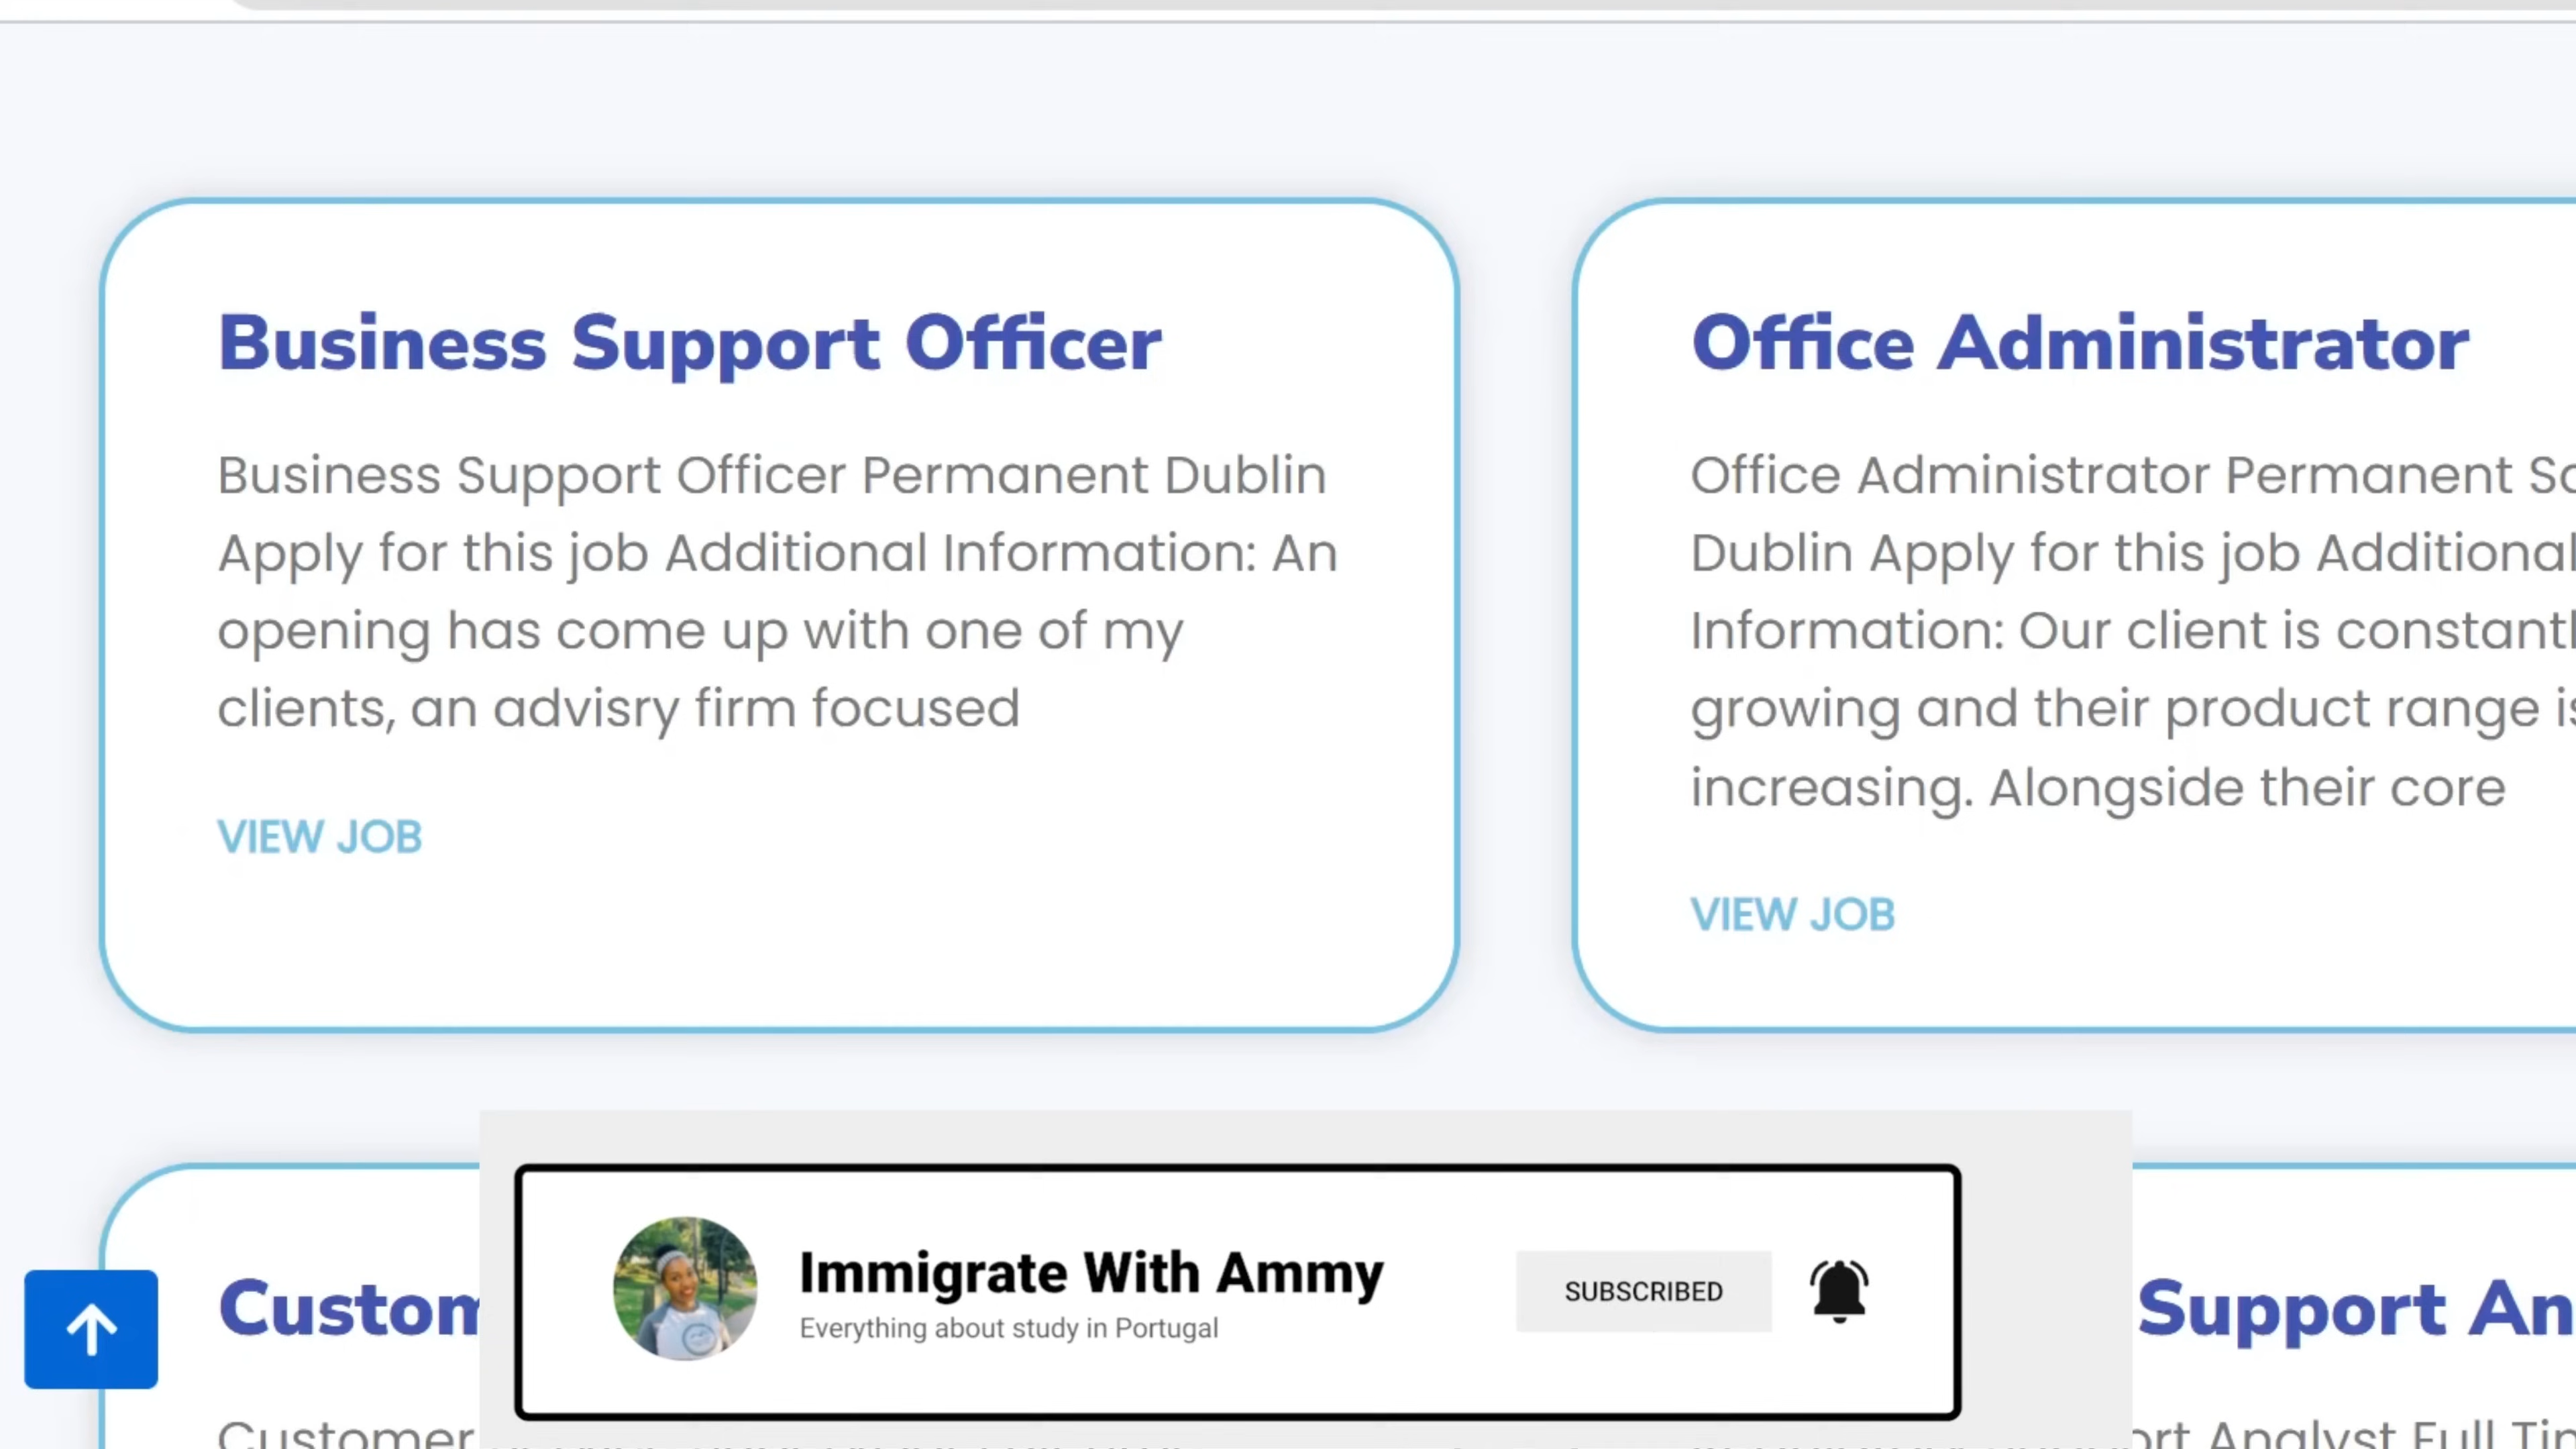 Business Support Officer
Business Support Officer Permanent Dublin
Apply for this job Additional Information: An
opening has come up with one of my
clients, an advisry firm focused
VIEW JOB
Office Administrator
Office Administrator Permanent
Dublin Apply for this job Additional
Information: Our client is
growing and their product range
increasing. Alongside their core
VIEW JOB
Immigrate With Ammy
Everything about study in Portugal
SUBSCRIBED
Support
Customer
Analyst Full